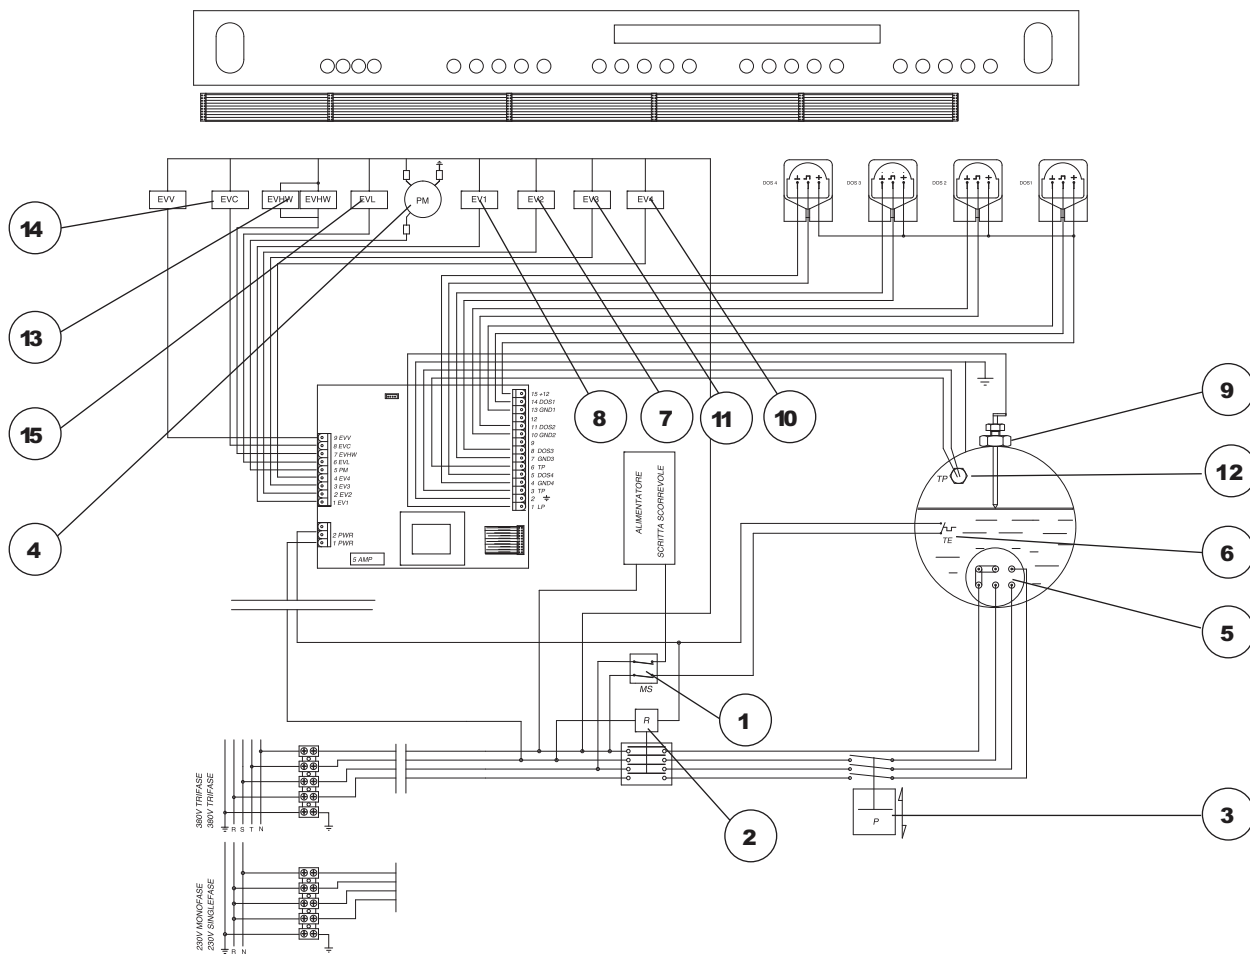 DOS 4
DOS 3
DOS 2
DOS1
EVV
EVC
EVHW
EVHW
EVL
PM
EV1
EV2
EV3
EV4
14
13
15
4
8
7
11
10
9
12
6
5
1
2
3
9 EVV
8 EVC
7 EVHW
6 EVL
5 PM
4 EV4
3 EV3
2 EV2
1 EV1
2 PWR
1 PWR
5 AMP
15 +12
14 DOS1
13 GND1
12
11 DOS2
10 GND2
9
8 DOS3
7 GND3
6 TP
5 DOS4
4 GND4
3 TP
2
1 LP
ALIMENTATORE
SCRITTA SCORREVOLE
TP
TE
MS
R
P
380V TRIFASE
380V TRIFASE
R S T N
230V MONOFASE
230V SINGLEFASE
R N